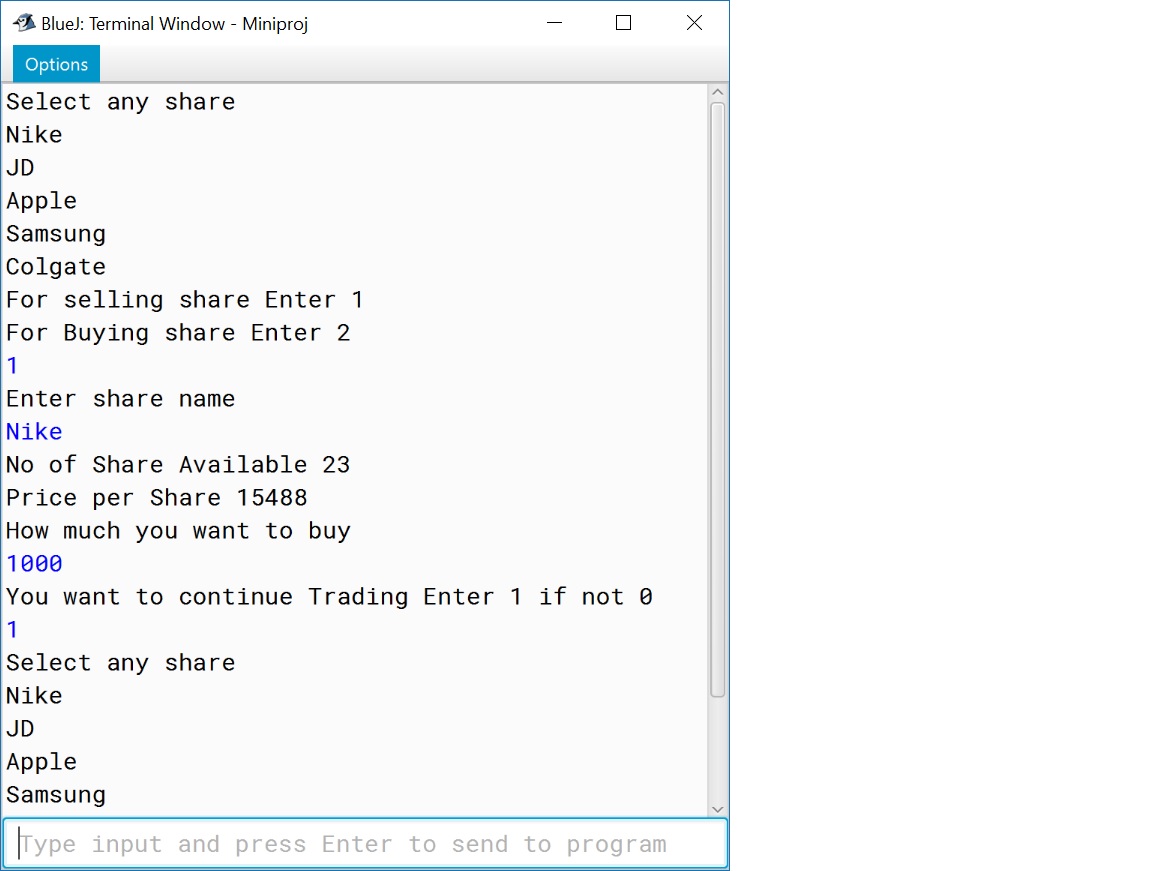 BlueJ: Terminal Window - Miniproj
Options
Select any share
Nike
JD
Apple
Samsung
Colgate
For selling share Enter 1
For Buying share Enter 2
1
Enter share name
Nike
No of Share Available 23
Price per Share 15488
How much you want to buy
1000
You want to continue Trading Enter 1 if not 0
1
Select any share
Nike
JD
Apple
Samsung
Type input and press Enter to send to program